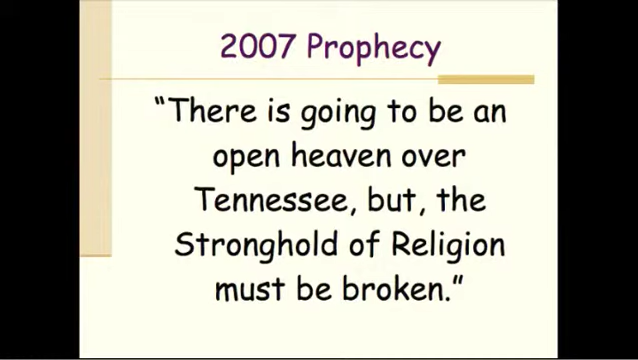 2007 Prophecy
“There is going to be an
open heaven over
Tennessee, but, the
Stronghold of Religion
must be broken.”